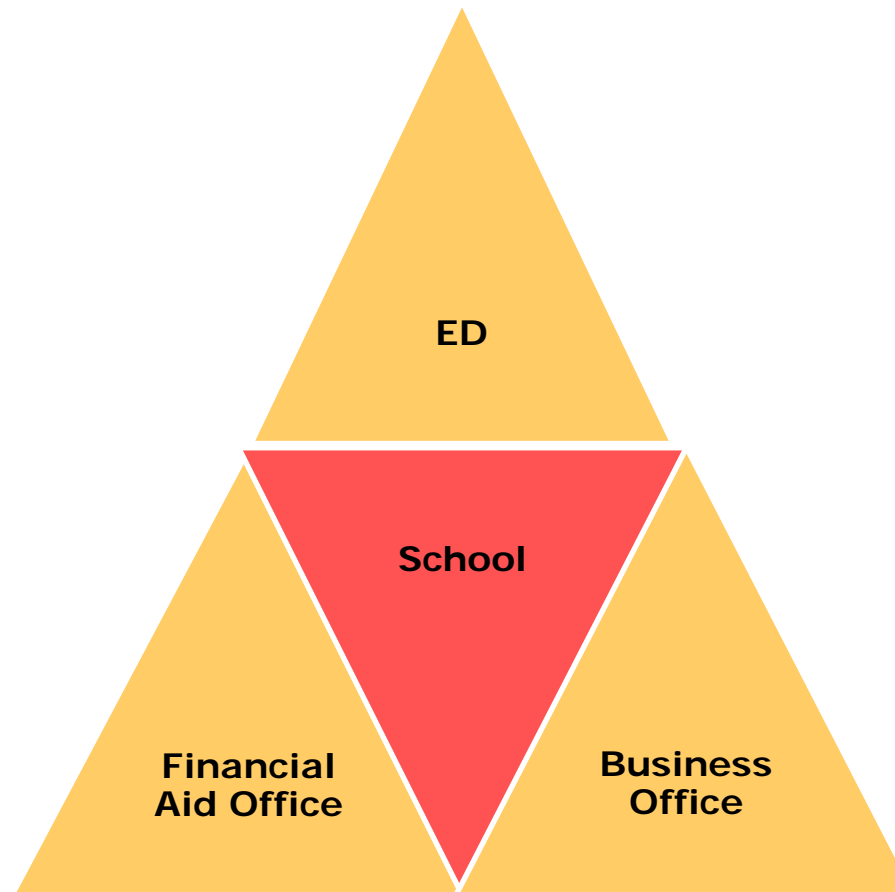 ED
School
Financial
Aid Office
Business
Office